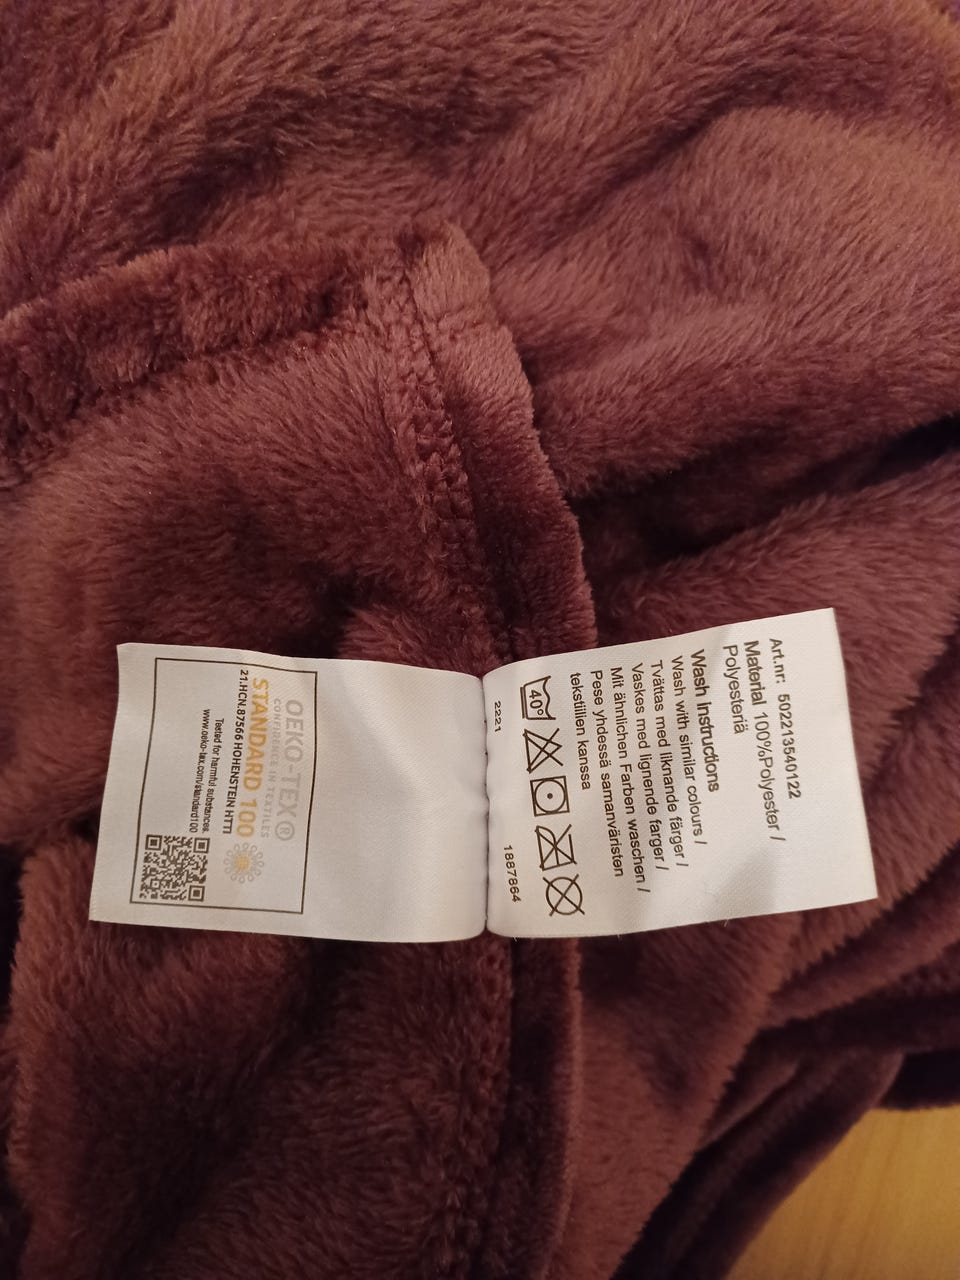 Art.nr: 502213540122
Material 100%Polyester /
Polyesteriä
Wash Instructions
Wash with similar colours /
Tvättas med liknande färger /
Vaskes med lignende farger /
Mit ähnlichen Farben waschen /
Pese yhdessä samanväristen
tekstiilien kanssa
40°
2221
1887864
OEKO-TEX®
CONFIDENCE IN TEXTILES
STANDARD 100
21.HCN.87566 HOHENSTEIN HTTI
Tested for harmful substances.
www.oeko-tex.com/standard100